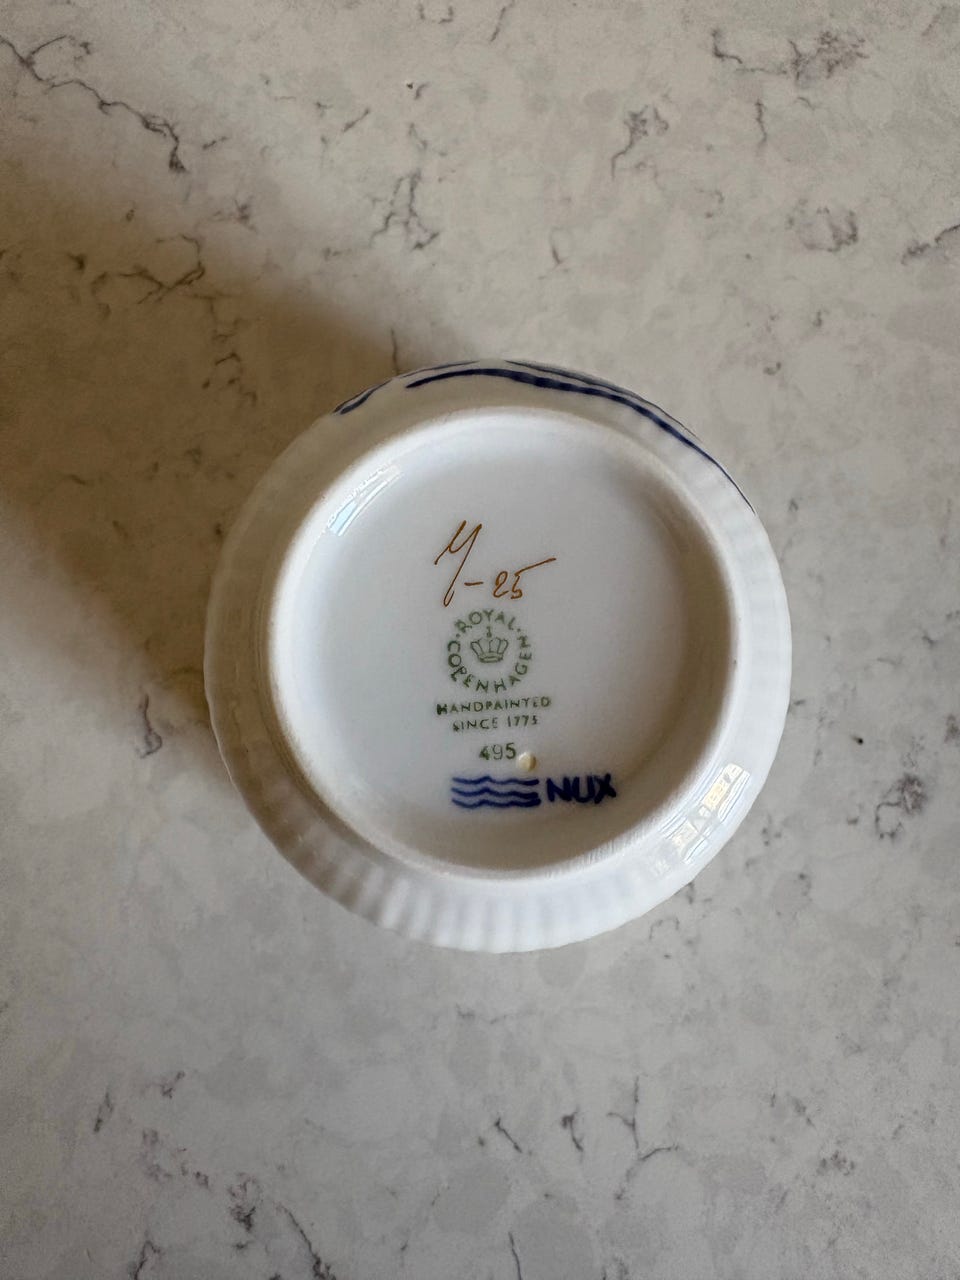 Y-25
ROYAL COPENHAGEN
HANDPAINTED
SINCE 1775
495
NUX